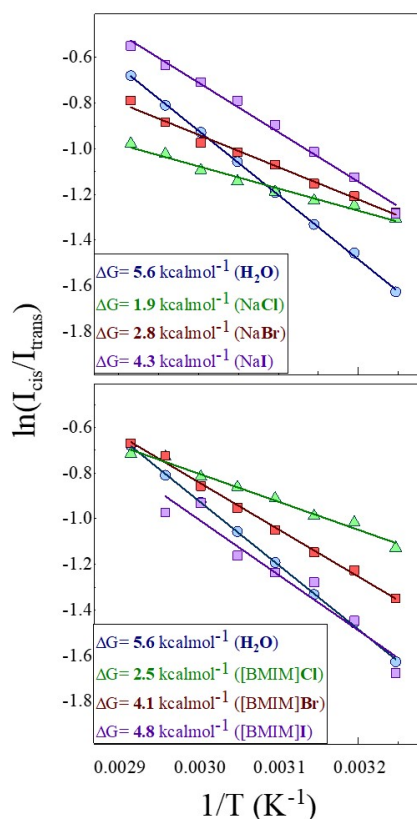 -0.6
-0.8
-1.0
-1.2
-1.4
-1.6
-1.8
ΔG= 5.6 kcalmol⁻¹ (H₂O)
ΔG= 1.9 kcalmol⁻¹ (NaCl)
ΔG= 2.8 kcalmol⁻¹ (NaBr)
ΔG= 4.3 kcalmol⁻¹ (NaI)
ln(I_cis/I_trans)
-0.6
-0.8
-1.0
-1.2
-1.4
-1.6
-1.8
ΔG= 5.6 kcalmol⁻¹ (H₂O)
ΔG= 2.5 kcalmol⁻¹ ([BMIM]Cl)
ΔG= 4.1 kcalmol⁻¹ ([BMIM]Br)
ΔG= 4.8 kcalmol⁻¹ ([BMIM]I)
0.0029 0.0030 0.0031 0.0032
1/T (K⁻¹)